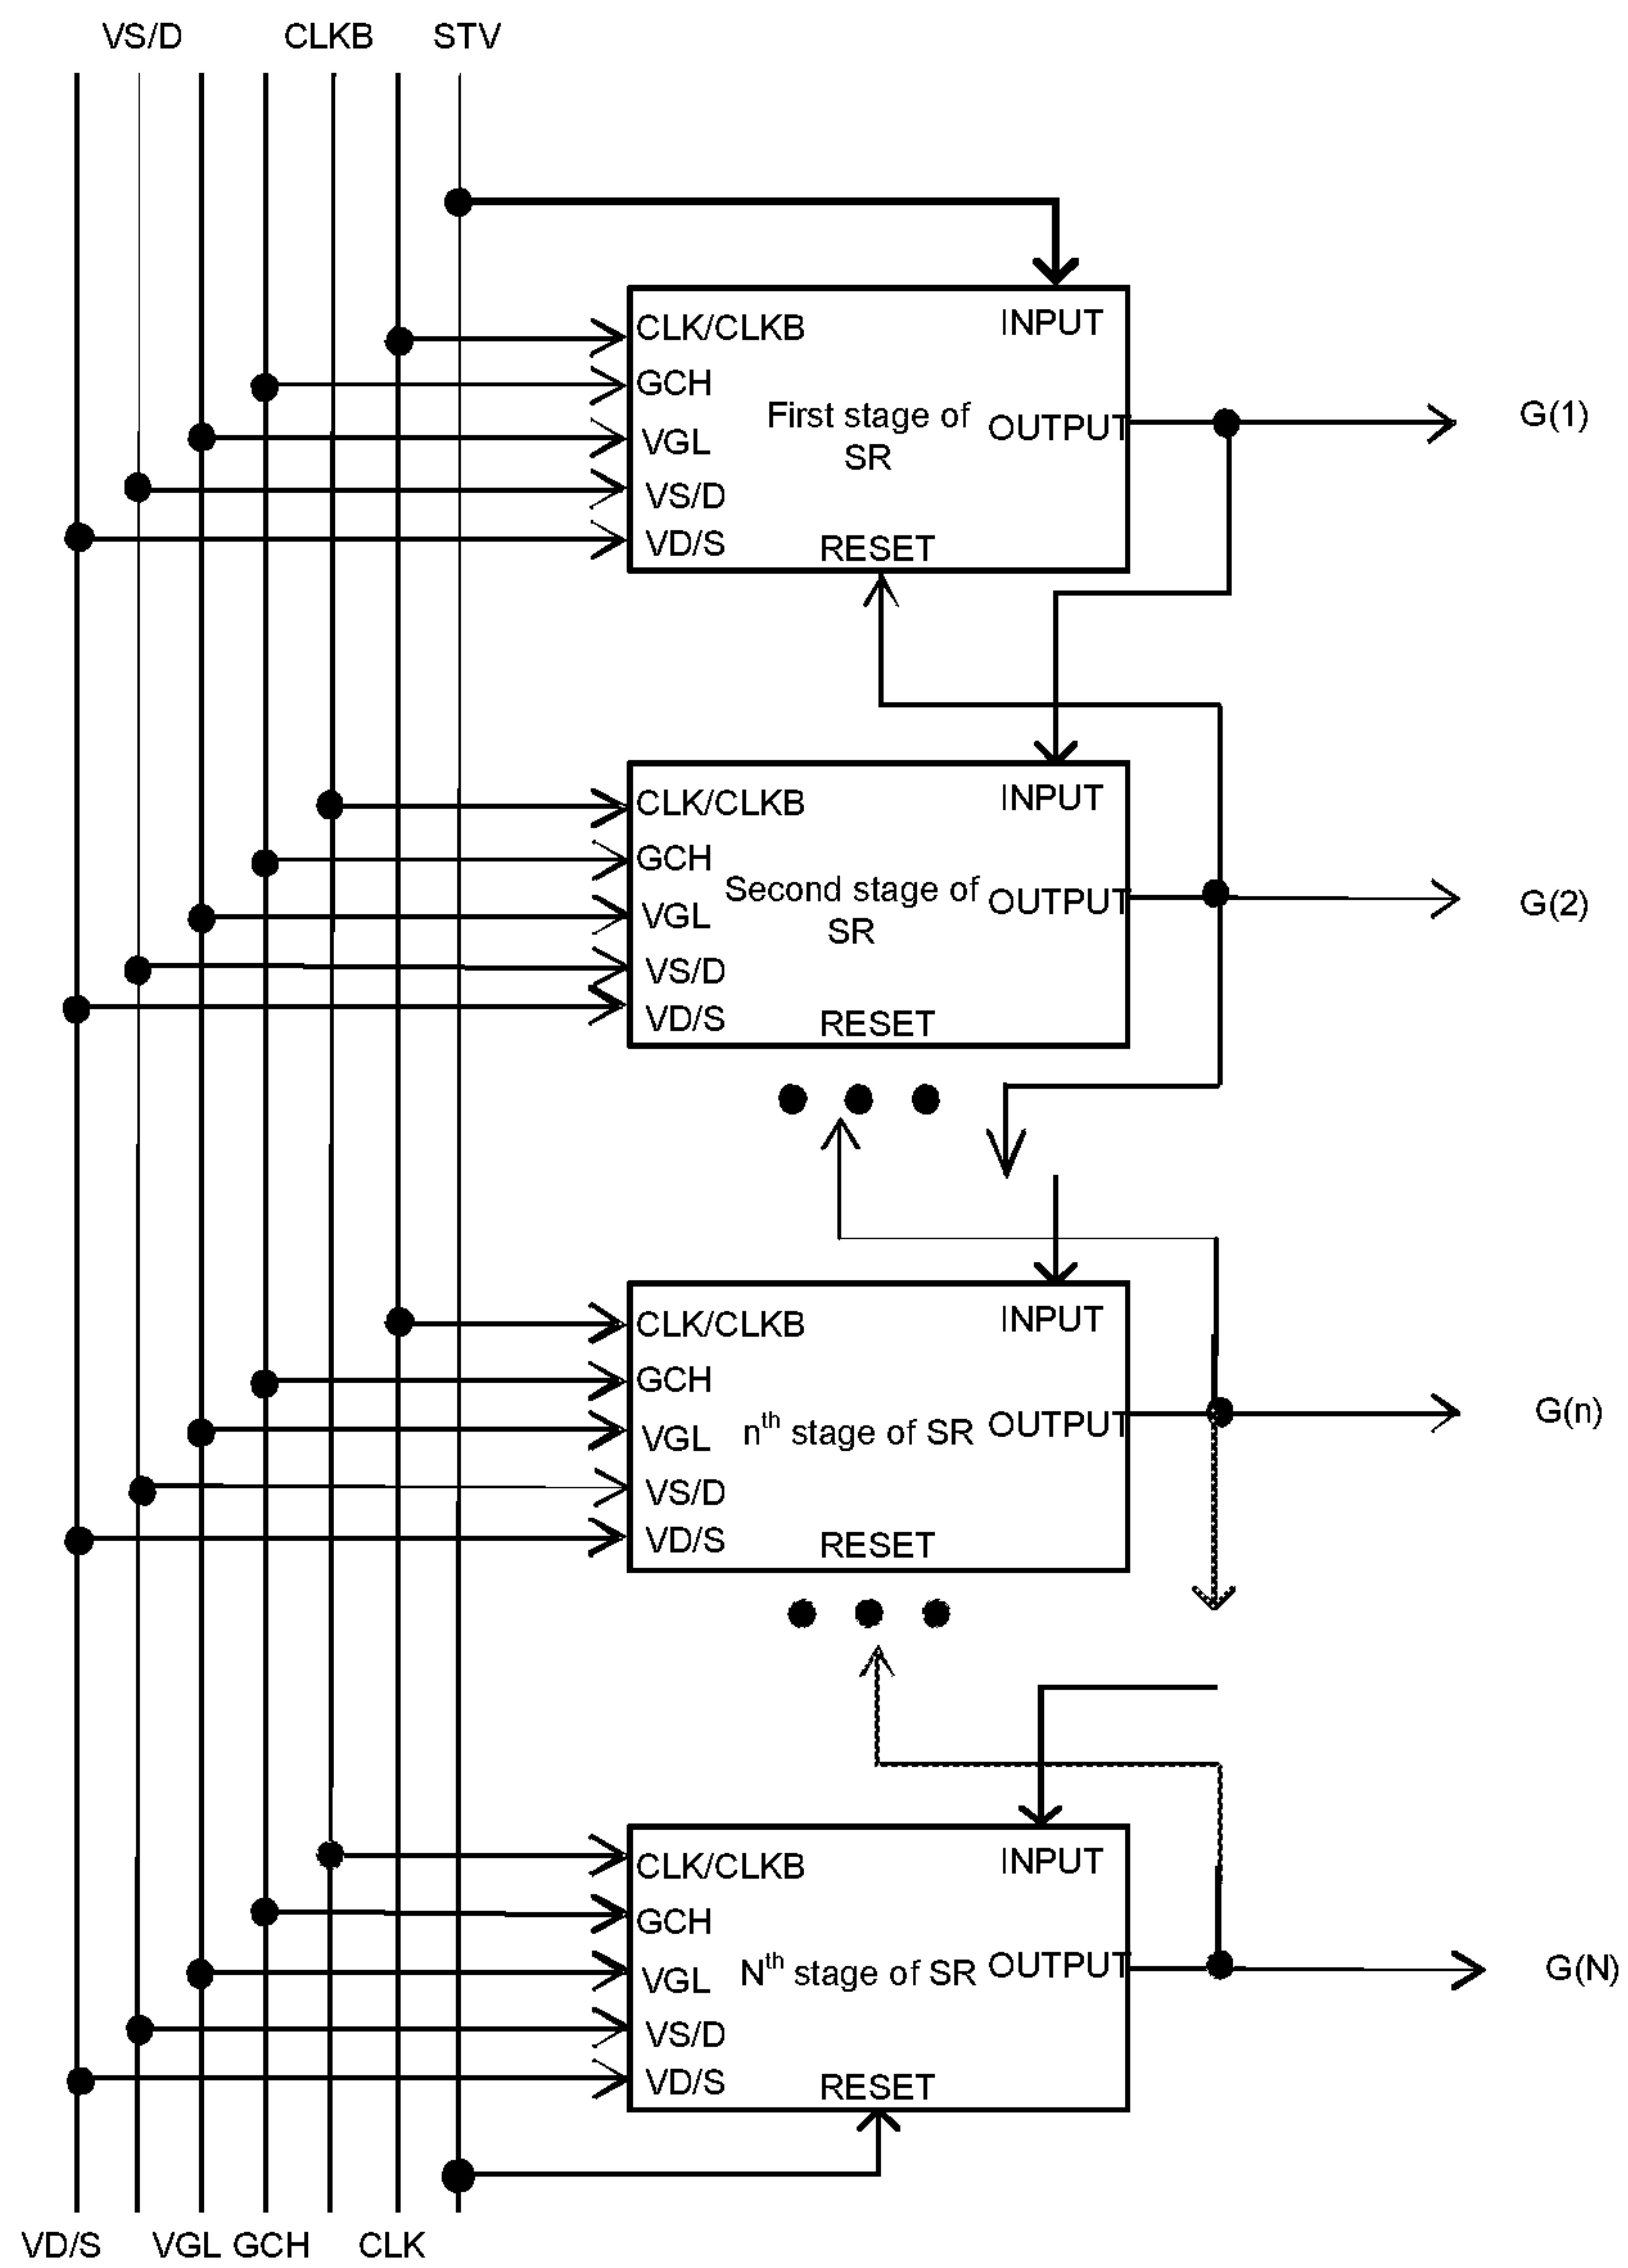 VS/D CLKB STV
CLK/CLKB INPUT
GCH
First stage of
SR
OUTPUT
G(1)
VGL
VS/D
VD/S
RESET
CLK/CLKB INPUT
GCH
Second stage of
SR
OUTPUT
G(2)
VGL
VS/D
VD/S
RESET
CLK/CLKB INPUT
GCH
nth stage of SR
OUTPUT
G(n)
VGL
VS/D
VD/S
RESET
CLK/CLKB INPUT
GCH
Nth stage of SR
OUTPUT
G(N)
VGL
VS/D
VD/S
RESET
VD/S VGL GCH CLK